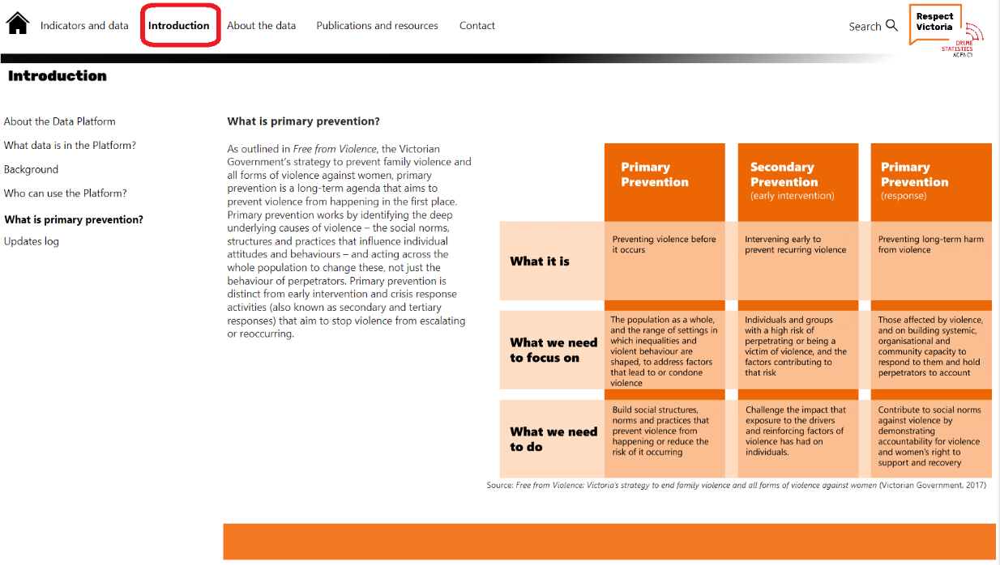 Indicators and data
Introduction
About the data
Publications and resources
Contact
Search
Respect
Victoria
CRIME
STATISTICS
AGENCY
Introduction
About the Data Platform
What data is in the Platform?
Background
Who can use the Platform?
What is primary prevention?
Updates log
What is primary prevention?
As outlined in Free from Violence, the Victorian
Government's strategy to prevent family violence and
all forms of violence against women, primary
prevention is a long-term agenda that aims to
prevent violence from happening in the first place.
Primary prevention works by identifying the deep
underlying causes of violence – the social norms,
structures and practices that influence individual
attitudes and behaviours – and acting across the
whole population to change these, not just the
behaviour of perpetrators. Primary prevention is
distinct from early intervention and crisis response
activities (also known as secondary and tertiary
responses) that aim to stop violence from escalating
or reoccurring.
Primary
Prevention
Secondary
Prevention
(early intervention)
Primary
Prevention
(response)
What it is
Preventing violence before
it occurs
Intervening early to
prevent recurring violence
Preventing long-term harm
from violence
What we need
to focus on
The population as a whole,
and the range of settings in
which inequalities and
violent behaviour are
shaped, to address factors
that lead to or condone
violence
Individuals and groups
with a high risk of
perpetrating or being a
victim of violence, and the
factors contributing to
that risk
Those affected by violence,
and on building systemic,
organisational and
community capacity to
respond to them and hold
perpetrators to account
What we need
to do
Build social structures,
norms and practices that
prevent violence from
happening or reduce the
risk of it occurring
Challenge the impact that
exposure to the drivers
and reinforcing factors of
violence has had on
individuals.
Contribute to social norms
against violence by
demonstrating
accountability for violence
and women's right to
support and recovery
Source: Free from Violence: Victoria's strategy to end family violence and all forms of violence against women (Victorian Government, 2017)